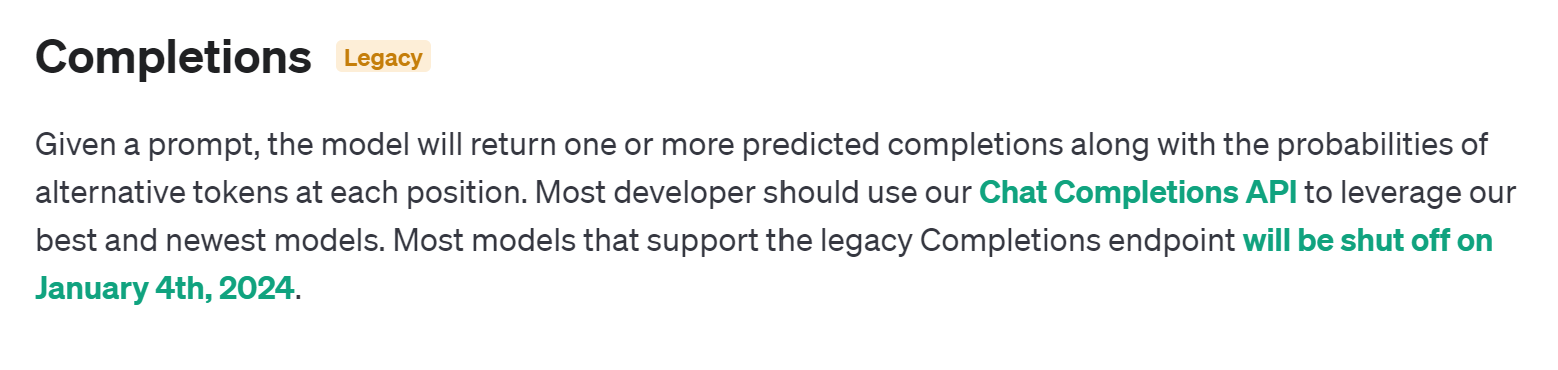 Completions Legacy
Given a prompt, the model will return one or more predicted completions along with the probabilities of
alternative tokens at each position. Most developer should use our Chat Completions API to leverage our
best and newest models. Most models that support the legacy Completions endpoint will be shut off on
January 4th, 2024.